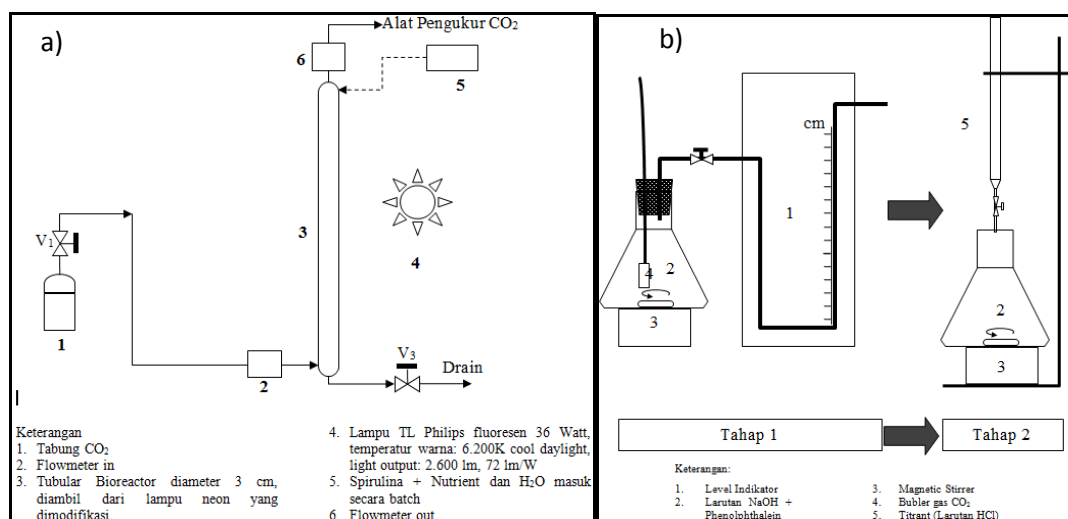 a)
Alat Pengukur CO₂
6
5
3
4
V₁
1
2
V₃
Drain
Keterangan
1. Tabung CO₂
2. Flowmeter in
3. Tubular Bioreactor diameter 3 cm,
diambil dari lampu neon yang
dimodifikasi
4. Lampu TL Philips fluoresen 36 Watt,
temperatur warna: 6.200K cool daylight,
light output: 2.600 lm, 72 lm/W
5. Spirulina + Nutrient dan H₂O masuk
secara batch
6 Flowmeter out
b)
cm
1
4
2
3
5
2
3
Tahap 1
Tahap 2
Keterangan:
1. Level Indikator
2. Larutan NaOH +
Phenolphthalein
3. Magnetic Stirrer
4. Bubler gas CO₂
5. Titrant (Larutan HCl)